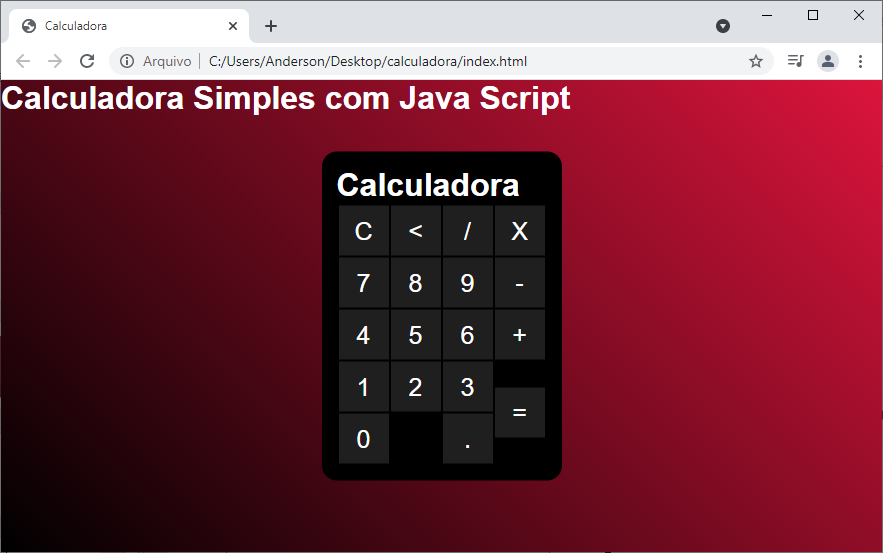 Calculadora
Arquivo | C:/Users/Anderson/Desktop/calculadora/index.html
Calculadora Simples com Java Script
Calculadora
C < / X
7 8 9 -
4 5 6 +
1 2 3
=
0 .